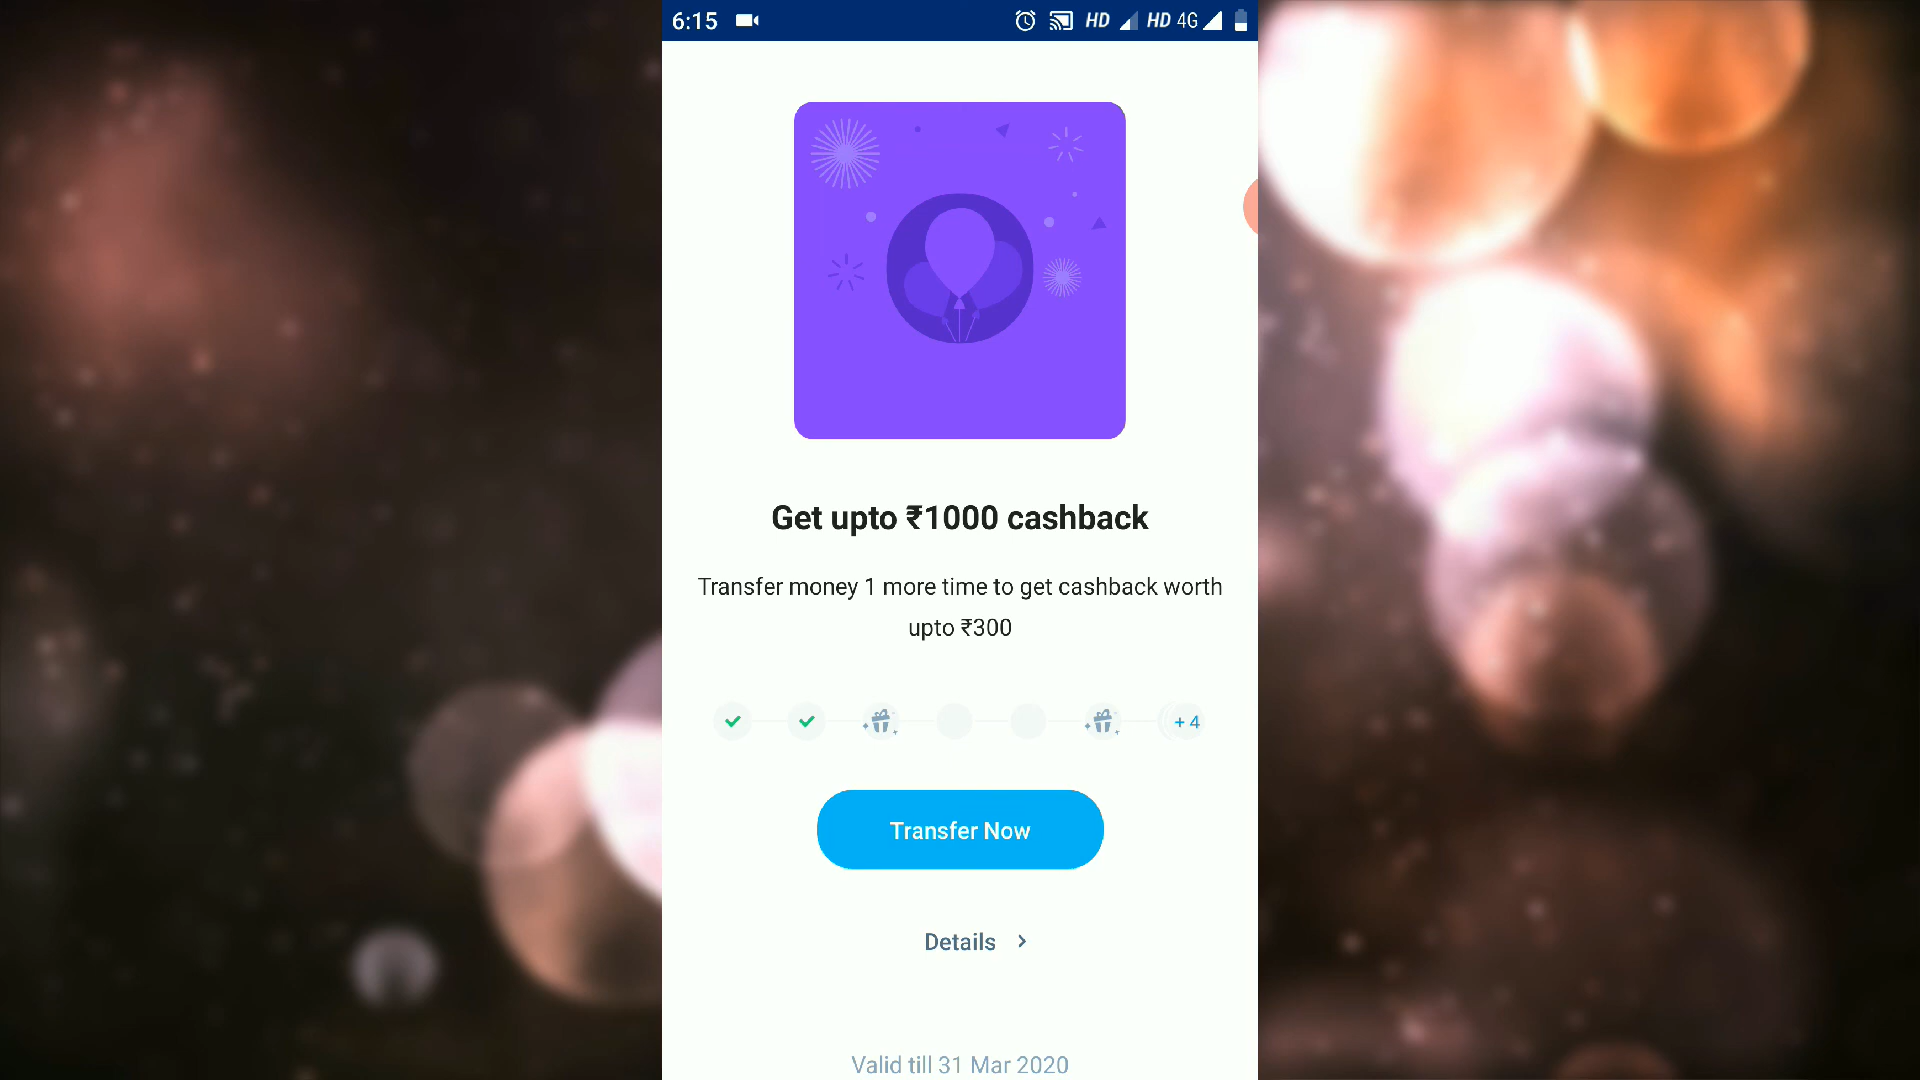 6:15 HD HD 4G
Get upto ₹1000 cashback
Transfer money 1 more time to get cashback worth
upto ₹300
+ 4
Transfer Now
Details
Valid till 31 Mar 2020